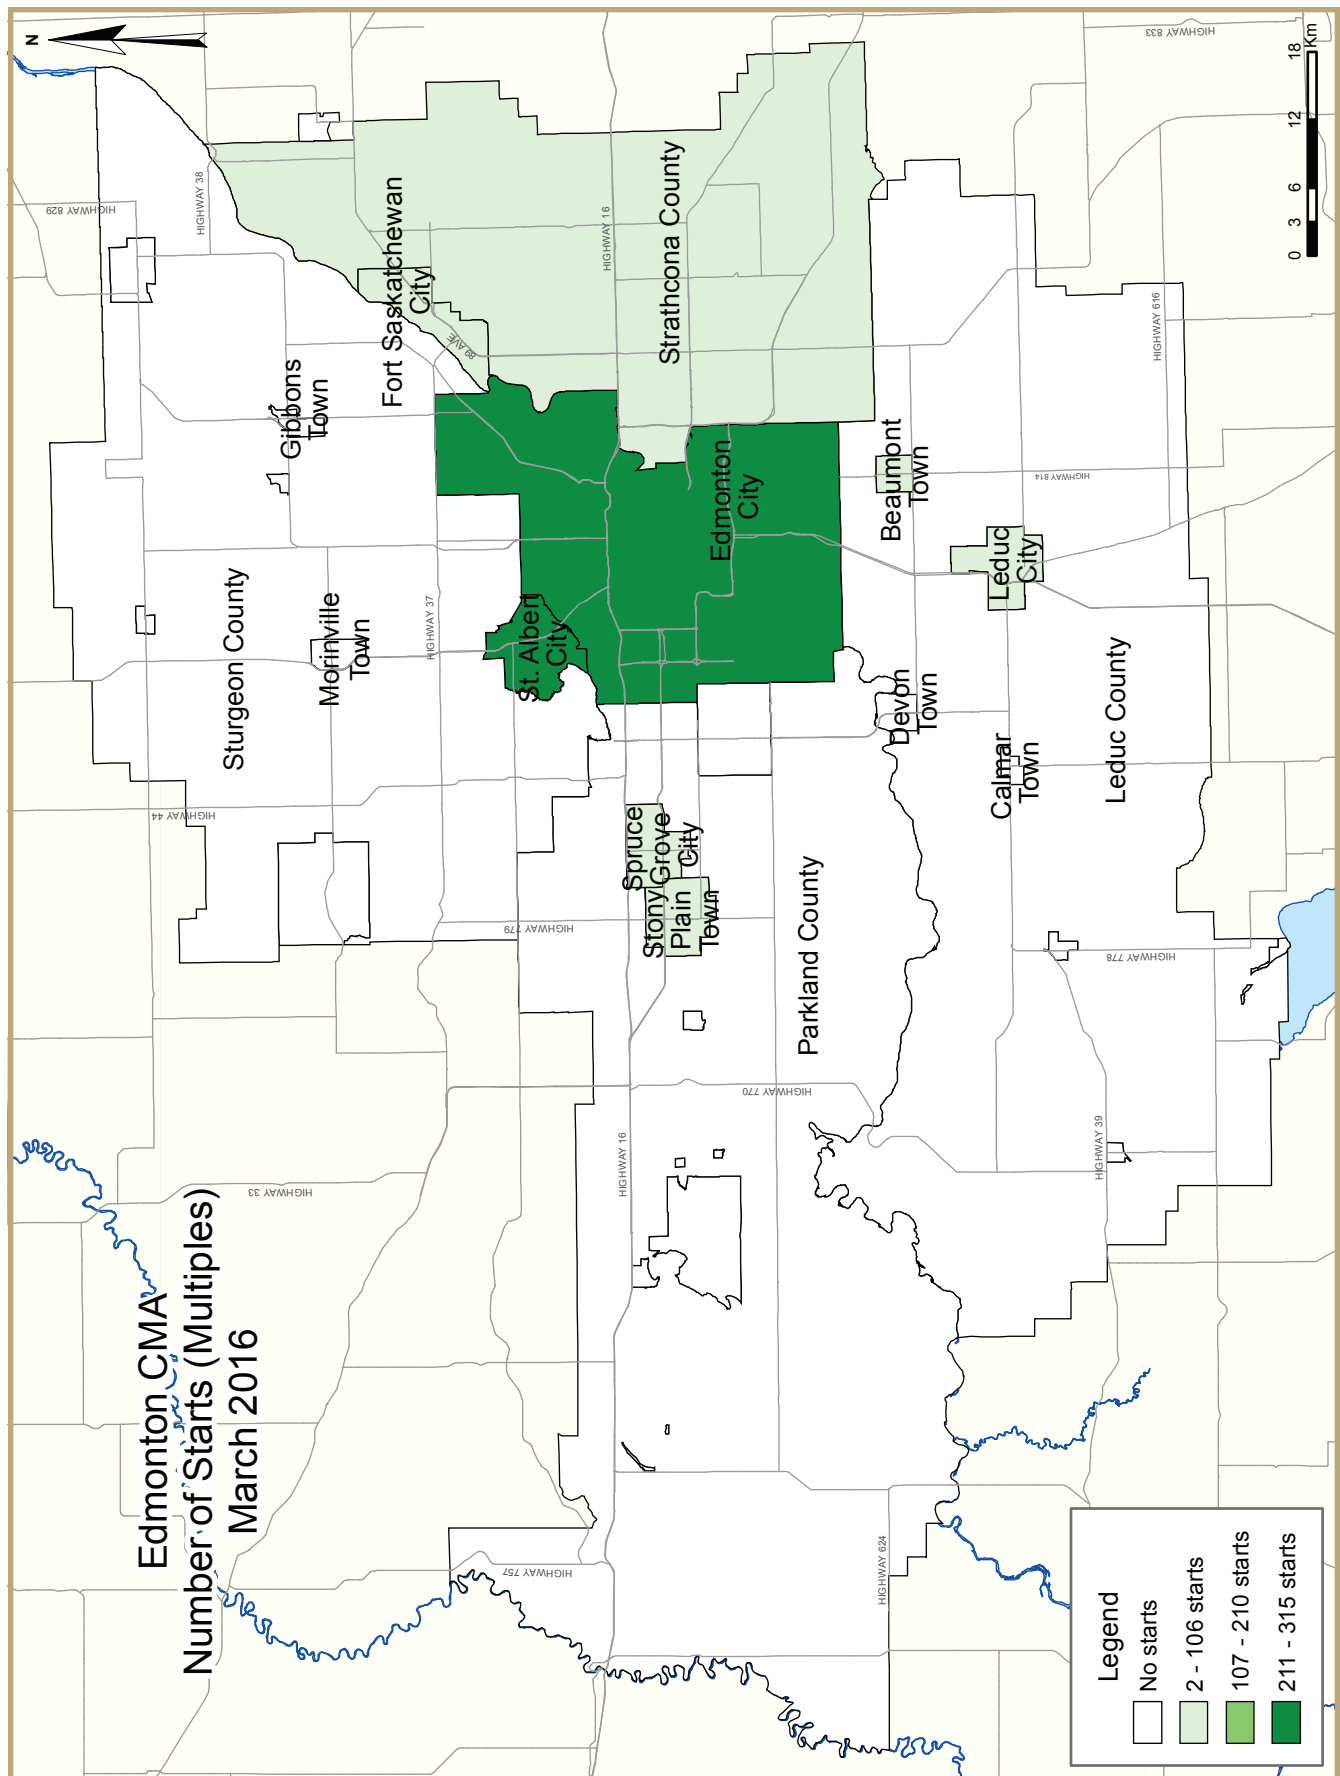 Edmonton CMA
Number of Starts (Multiples)
March 2016
N
HIGHWAY 829
HIGHWAY 38
HIGHWAY 833
Gibbons
Town
Fort Saskatchewan
City
89 AVE
HIGHWAY 16
Strathcona County
Sturgeon County
Morinville
Town
HIGHWAY 37
St. Albert
City
Edmonton
City
HIGHWAY 44
HIGHWAY 779
Spruce
Grove
City
Stony
Plain
Town
Parkland County
HIGHWAY 770
HIGHWAY 16
HIGHWAY 33
HIGHWAY 757
HIGHWAY 624
Beaumont
Town
HIGHWAY 814
HIGHWAY 616
Leduc
City
Devon
Town
Calmar
Town
Leduc County
HIGHWAY 778
HIGHWAY 39
Legend
No starts
2 - 106 starts
107 - 210 starts
211 - 315 starts
0 3 6 12 18
Km